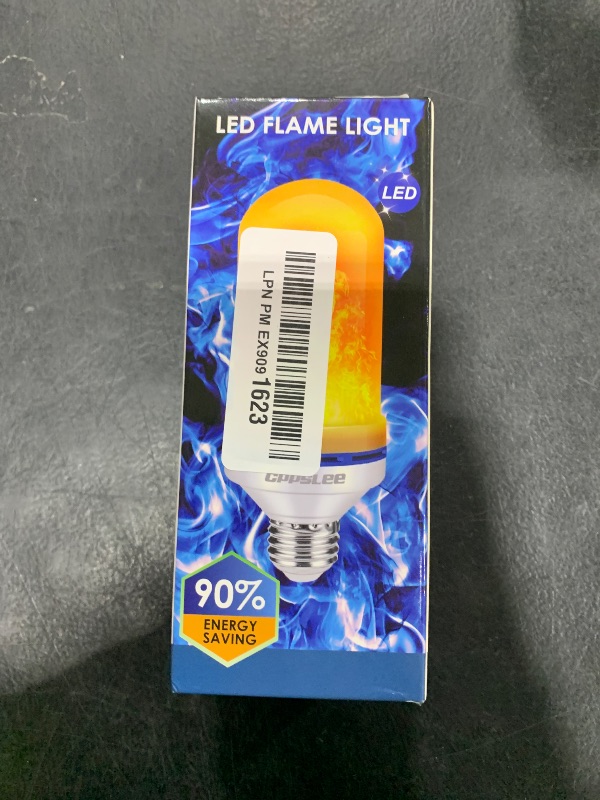 LED FLAME LIGHT
LED
LPN PM EX909 1623
CPPSLEE
90%
ENERGY
SAVING